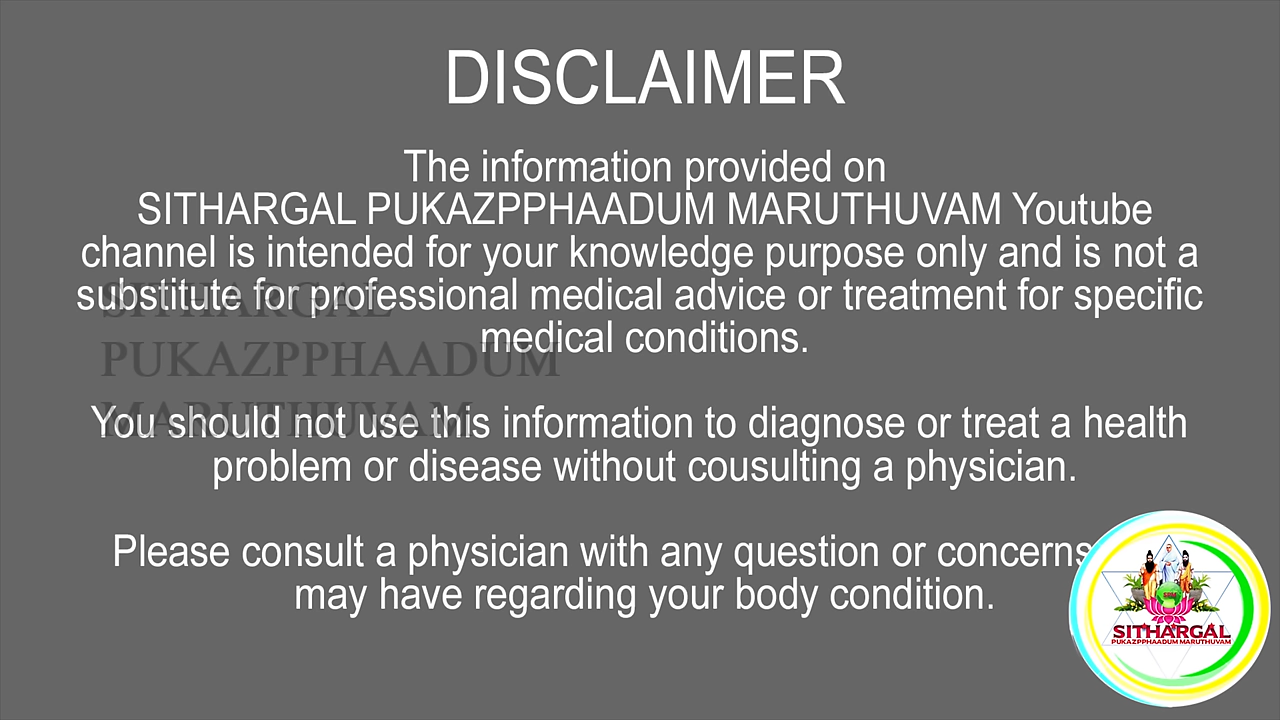 DISCLAIMER
The information provided on
SITHARGAL PUKAZPPHAADUM MARUTHUVAM Youtube
channel is intended for your knowledge purpose only and is not a
substitute for professional medical advice or treatment for specific
medical conditions.
SITHARGAL
PUKAZPPHAADUM
MARUTHUVAM
You should not use this information to diagnose or treat a health
problem or disease without cousulting a physician.
Please consult a physician with any question or concerns
may have regarding your body condition.
SITHARGAL
PUKAZPPHAADUM MARUTHUVAM